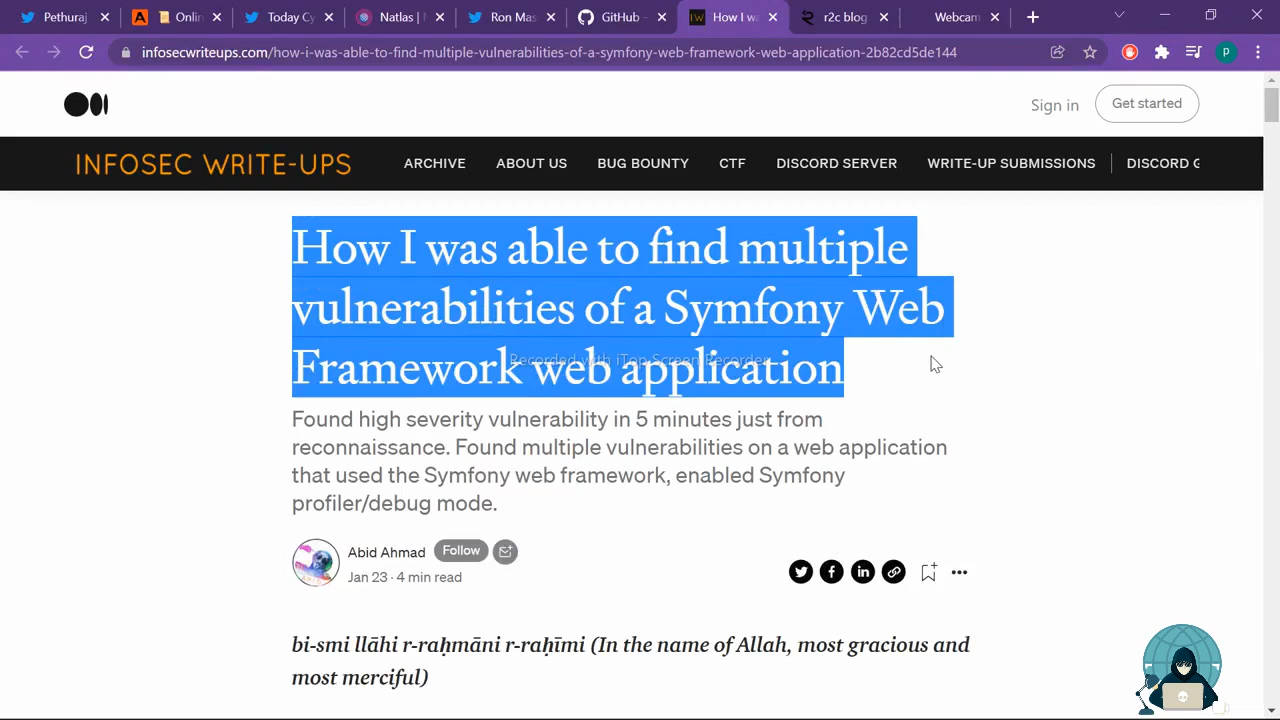 Pethuraj
Onlin
Today Cy
Natlas |
Ron Mas
GitHub -
How I wa
r2c blog
Webcam
infosecwriteups.com/how-i-was-able-to-find-multiple-vulnerabilities-of-a-symfony-web-framework-web-application-2b82cd5de144
p
Sign in
Get started
INFOSEC WRITE-UPS
ARCHIVE
ABOUT US
BUG BOUNTY
CTF
DISCORD SERVER
WRITE-UP SUBMISSIONS
DISCORD G
How I was able to find multiple
vulnerabilities of a Symfony Web
Framework web application
Recorded with iTop Screen Recorder
Found high severity vulnerability in 5 minutes just from
reconnaissance. Found multiple vulnerabilities on a web application
that used the Symfony web framework, enabled Symfony
profiler/debug mode.
Abid Ahmad
Follow
Jan 23 · 4 min read
bi-smi llāhi r-raḥmāni r-raḥīmi (In the name of Allah, most gracious and
most merciful)